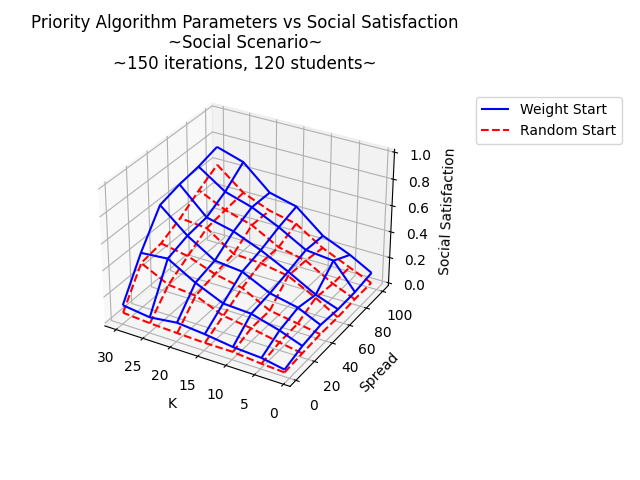 Priority Algorithm Parameters vs Social Satisfaction
~Social Scenario~
~150 iterations, 120 students~
Weight Start
Random Start
1.0
0.8
0.6
0.4
0.2
0.0
Social Satisfaction
100
80
60
40
20
0
Spread
30
25
20
15
10
5
0
K